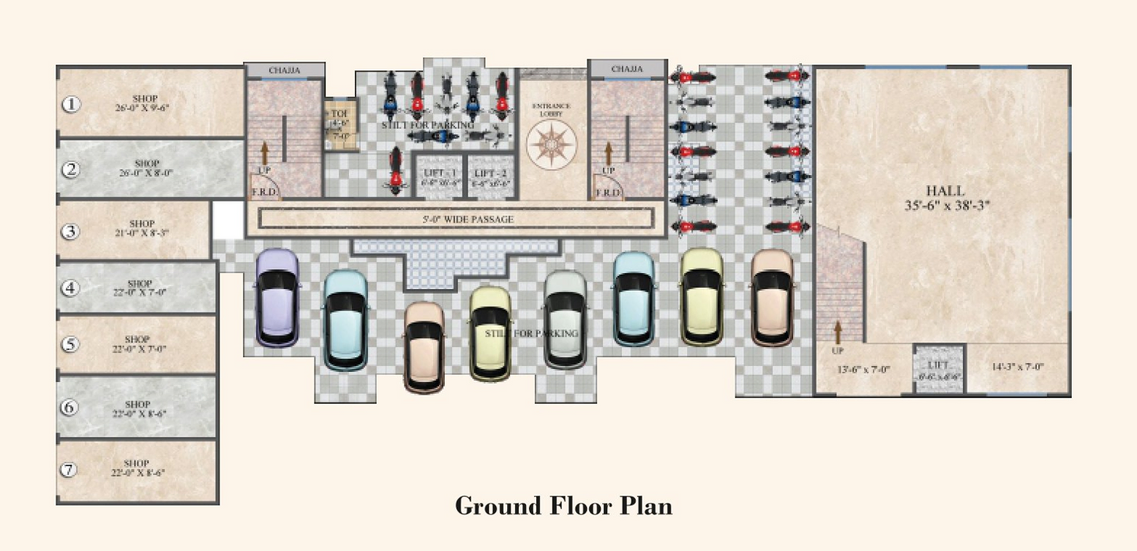 CHAJJA
CHAJJA
1
SHOP
26'-0" X 9'-6"
TOI
4'-6"
7'-0"
STILT FOR PARKING
ENTRANCE
LOBBY
2
SHOP
26'-0" X 8'-0"
UP
F.R.D.
LIFT - 1
6'-8" x6'-6"
LIFT - 2
6'-6" x6'-6"
UP
F.R.D.
HALL
35'-6" x 38'-3"
3
SHOP
21'-0" X 8'-3"
5'-0" WIDE PASSAGE
4
SHOP
22'-0" X 7'-0"
5
SHOP
22'-0" X 7'-0"
STILT FOR PARKING
UP
13'-6" x 7'-0"
LIFT
6'-6" x6'-6"
14'-3" x 7'-0"
6
SHOP
22'-0" X 8'-6"
7
SHOP
22'-0" X 8'-6"
Ground Floor Plan